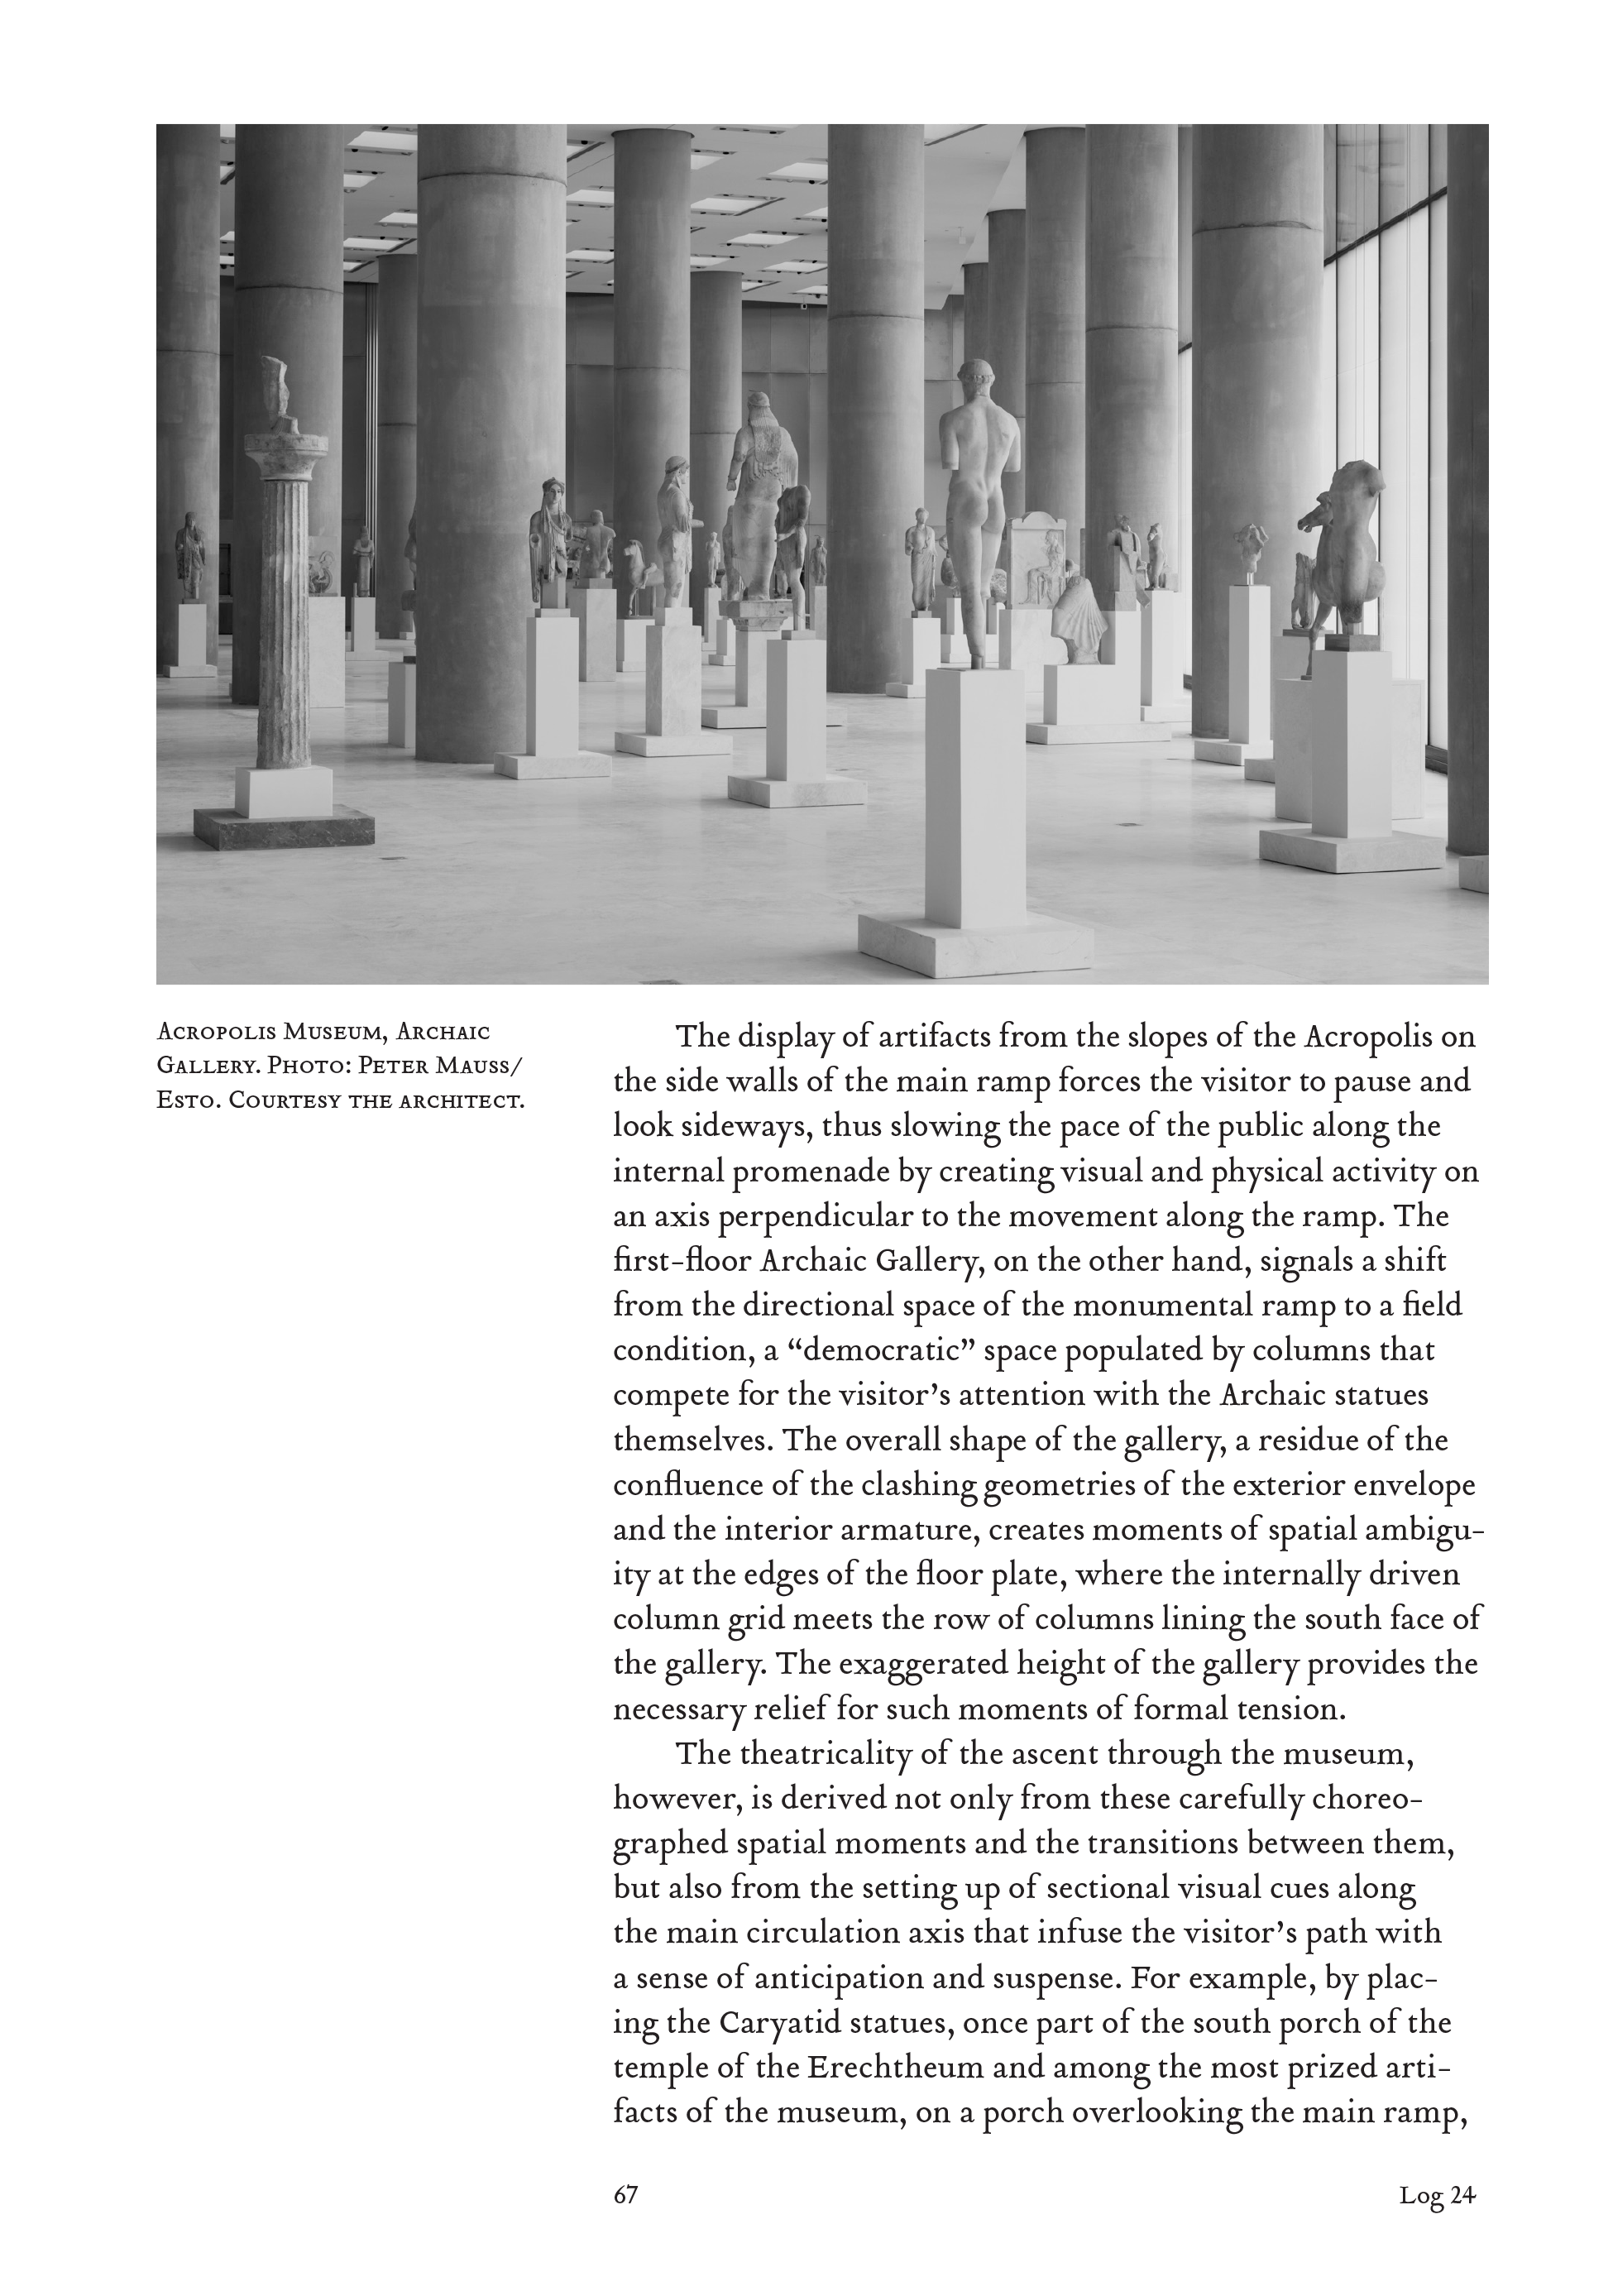 Acropolis Museum, Archaic
Gallery. Photo: Peter Mauss/
Esto. Courtesy the architect.
The display of artifacts from the slopes of the Acropolis on
the side walls of the main ramp forces the visitor to pause and
look sideways, thus slowing the pace of the public along the
internal promenade by creating visual and physical activity on
an axis perpendicular to the movement along the ramp. The
first-floor Archaic Gallery, on the other hand, signals a shift
from the directional space of the monumental ramp to a field
condition, a “democratic” space populated by columns that
compete for the visitor’s attention with the Archaic statues
themselves. The overall shape of the gallery, a residue of the
confluence of the clashing geometries of the exterior envelope
and the interior armature, creates moments of spatial ambigu-
ity at the edges of the floor plate, where the internally driven
column grid meets the row of columns lining the south face of
the gallery. The exaggerated height of the gallery provides the
necessary relief for such moments of formal tension.
The theatricality of the ascent through the museum,
however, is derived not only from these carefully choreo-
graphed spatial moments and the transitions between them,
but also from the setting up of sectional visual cues along
the main circulation axis that infuse the visitor’s path with
a sense of anticipation and suspense. For example, by plac-
ing the Caryatid statues, once part of the south porch of the
temple of the Erechtheum and among the most prized arti-
facts of the museum, on a porch overlooking the main ramp,
67 Log 24